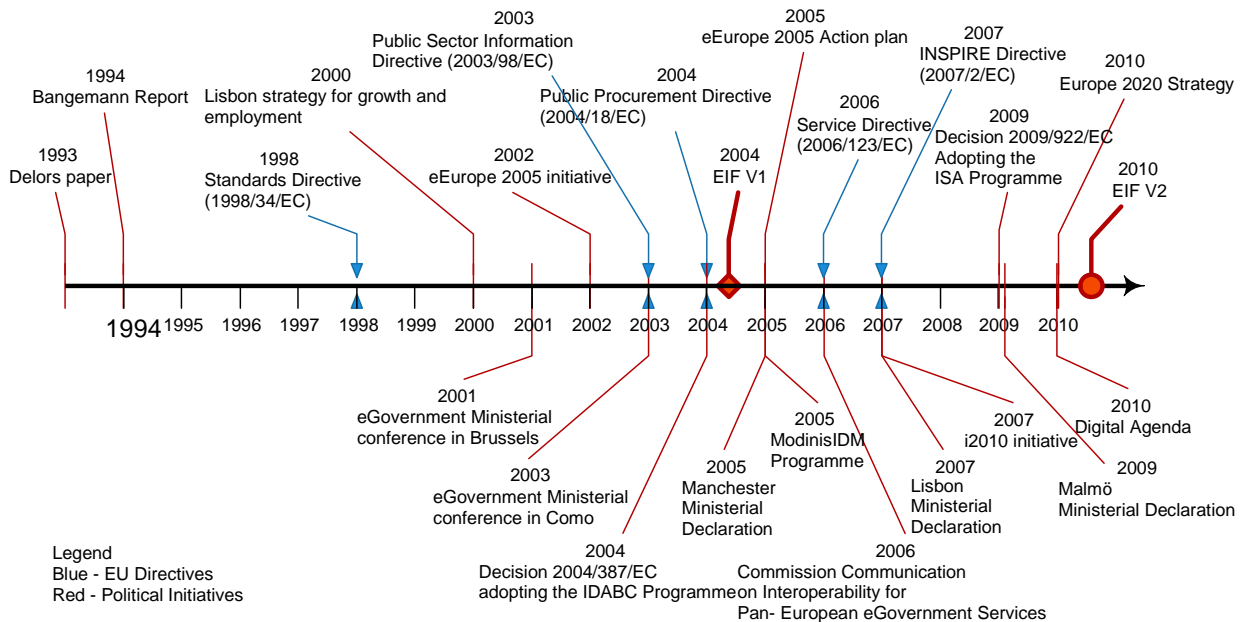 2003
Public Sector Information
Directive (2003/98/EC)
2005
eEurope 2005 Action plan
2007
INSPIRE Directive
(2007/2/EC)
1994
Bangemann Report
2000
Lisbon strategy for growth and
employment
2004
Public Procurement Directive
(2004/18/EC)
2006
Service Directive
(2006/123/EC)
2010
Europe 2020 Strategy
2009
Decision 2009/922/EC
Adopting the
ISA Programme
1993
Delors paper
1998
Standards Directive
(1998/34/EC)
2002
eEurope 2005 initiative
2004
EIF V1
2010
EIF V2
1994
1995
1996
1997
1998
1999
2000
2001
2002
2003
2004
2005
2006
2007
2008
2009
2010
2001
eGovernment Ministerial
conference in Brussels
2003
eGovernment Ministerial
conference in Como
2004
Decision 2004/387/EC
adopting the IDABC Programme
2005
Manchester
Ministerial
Declaration
2005
ModinisIDM
Programme
2006
Commission Communication
on Interoperability for
Pan- European eGovernment Services
2007
Lisbon
Ministerial
Declaration
2007
i2010 initiative
2010
Digital Agenda
2009
Malmö
Ministerial Declaration
Legend
Blue - EU Directives
Red - Political Initiatives